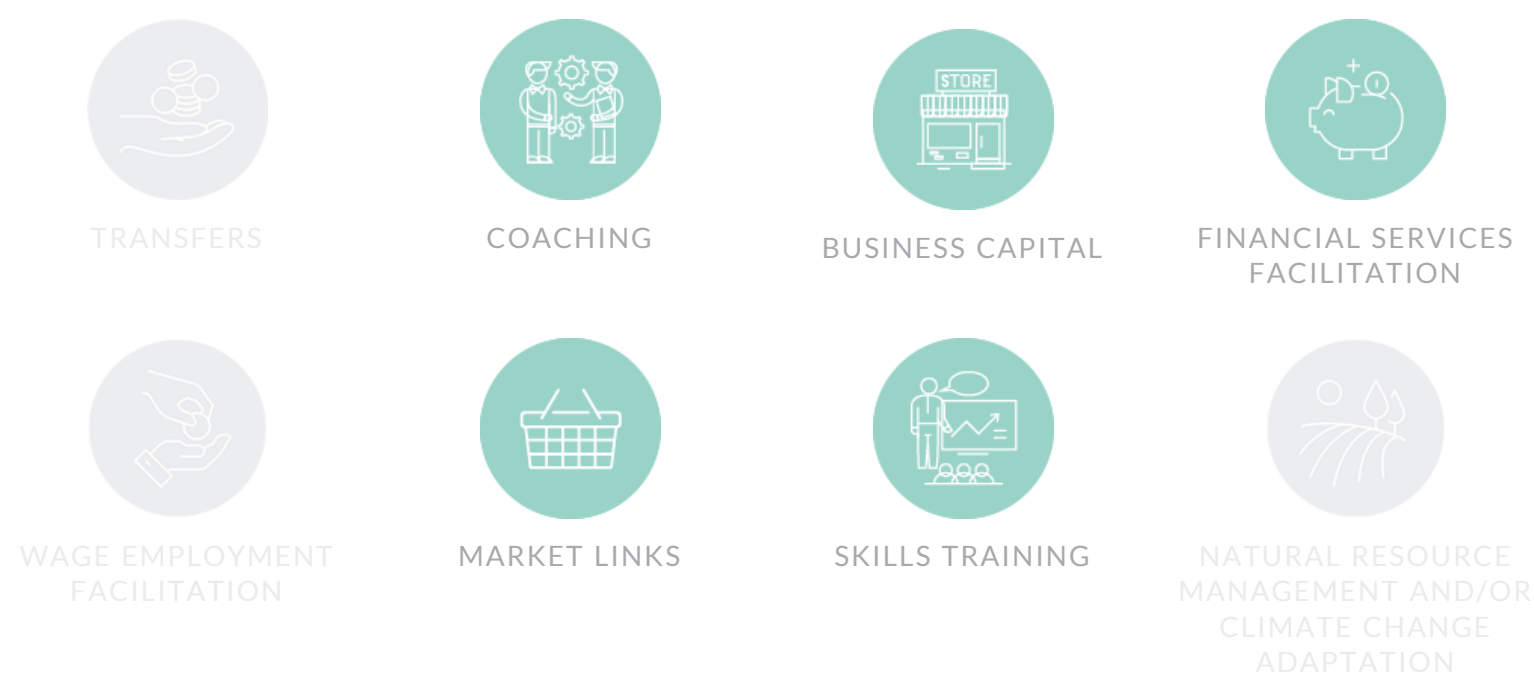 STORE
TRANSFERS
COACHING
BUSINESS CAPITAL
FINANCIAL SERVICES
FACILITATION
WAGE EMPLOYMENT
FACILITATION
MARKET LINKS
SKILLS TRAINING
NATURAL RESOURCE
MANAGEMENT AND/OR
CLIMATE CHANGE
ADAPTATION